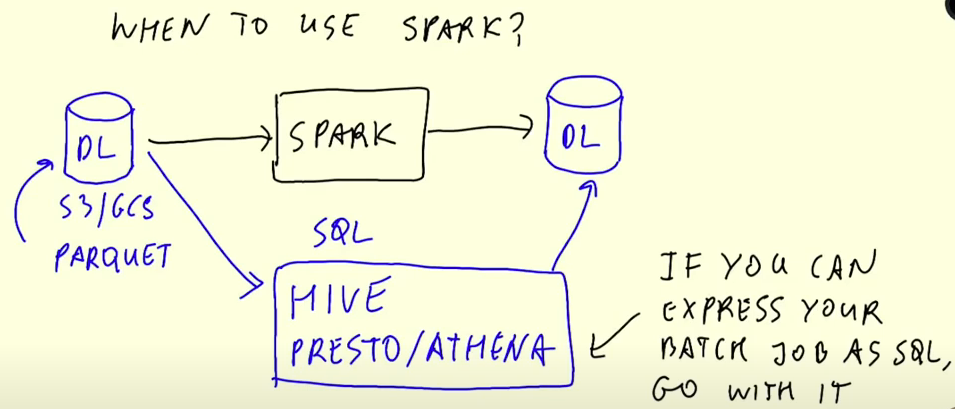 WHEN TO USE SPARK?
DL
SPARK
DL
S3/GCS
PARQUET
SQL
HIVE
PRESTO/ATHENA
IF YOU CAN
EXPRESS YOUR
BATCH JOB AS SQL,
GO WITH IT